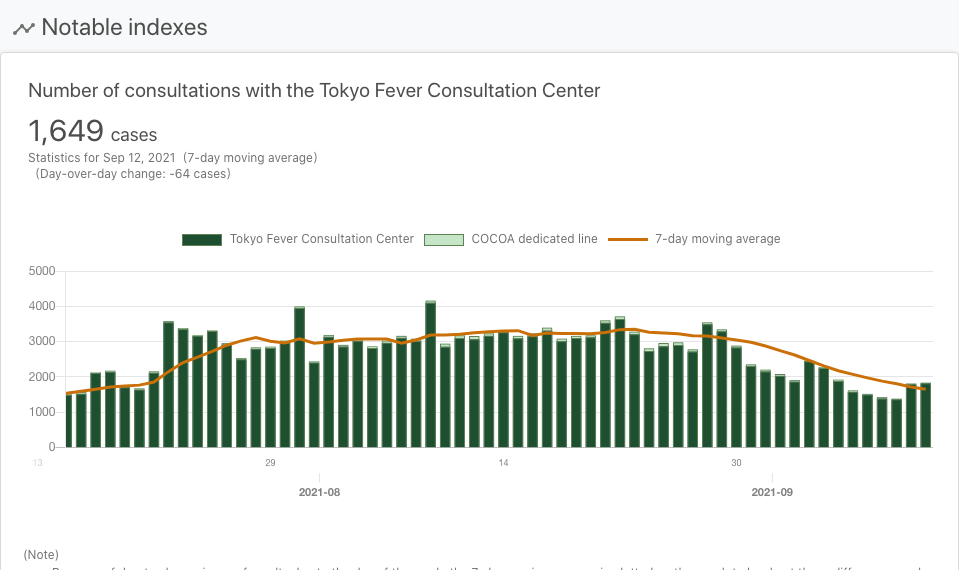 Notable indexes
Number of consultations with the Tokyo Fever Consultation Center
1,649 cases
Statistics for Sep 12, 2021 (7-day moving average)
(Day-over-day change: -64 cases)
Tokyo Fever Consultation Center COCOA dedicated line 7-day moving average
5000
4000
3000
2000
1000
0
13 29 14 30
2021-08 2021-09
(Note)